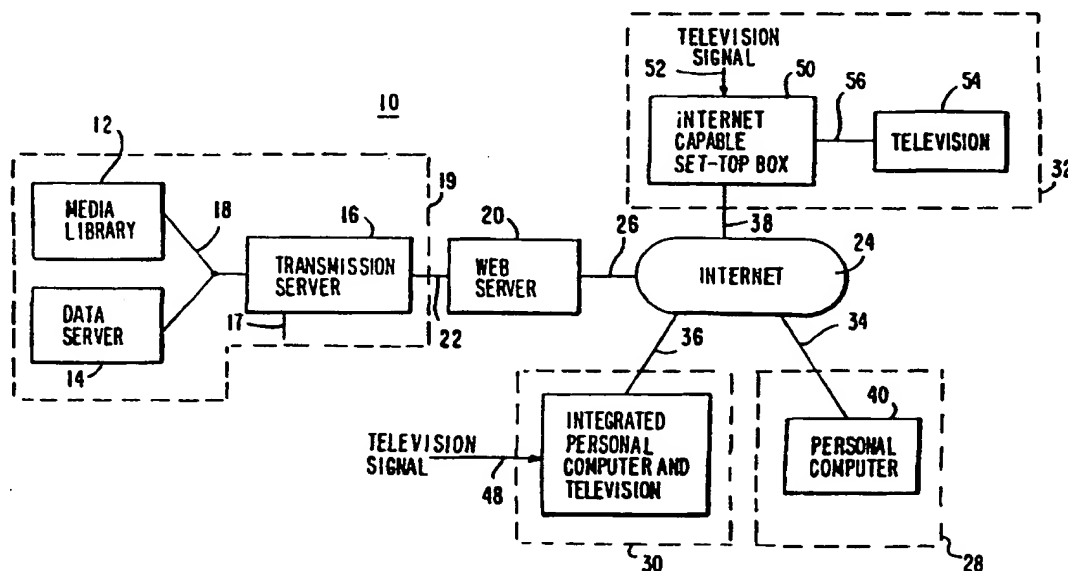 10
12
MEDIA
LIBRARY
DATA
SERVER
14
18
16
TRANSMISSION
SERVER
17
19
22
20
WEB
SERVER
26
TELEVISION
SIGNAL
52
50
INTERNET
CAPABLE
SET-TOP BOX
56
54
TELEVISION
32
38
INTERNET
24
36
34
TELEVISION
SIGNAL
48
INTEGRATED
PERSONAL
COMPUTER AND
TELEVISION
30
40
PERSONAL
COMPUTER
28